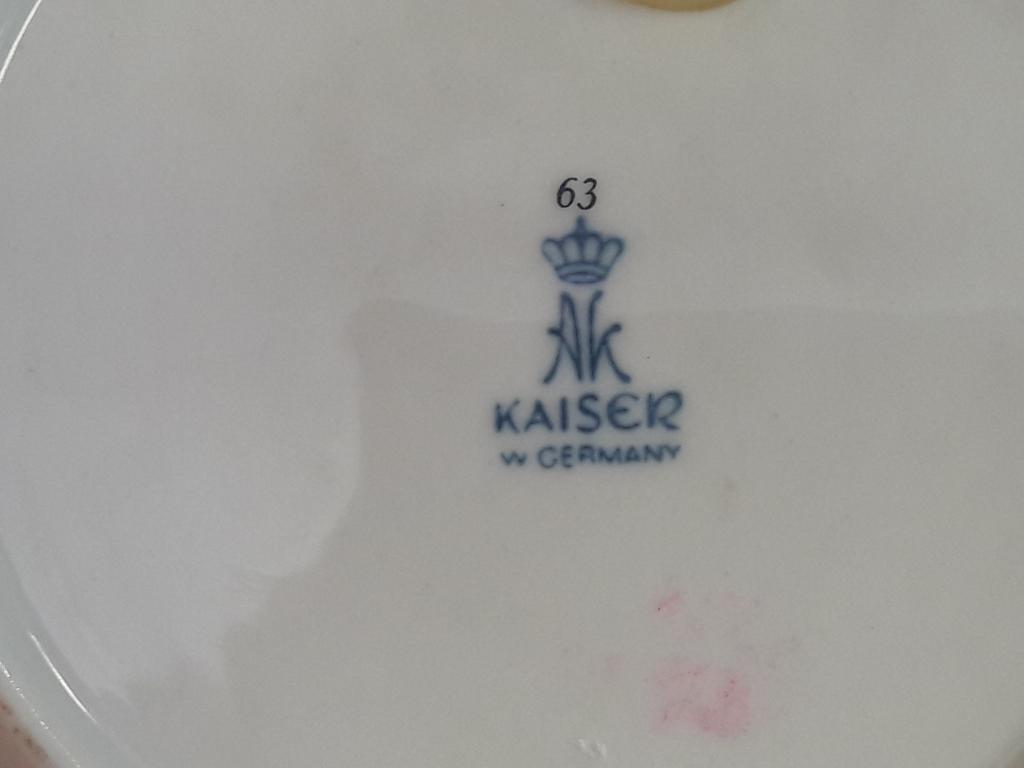 63
AK
KAISER
W GERMANY